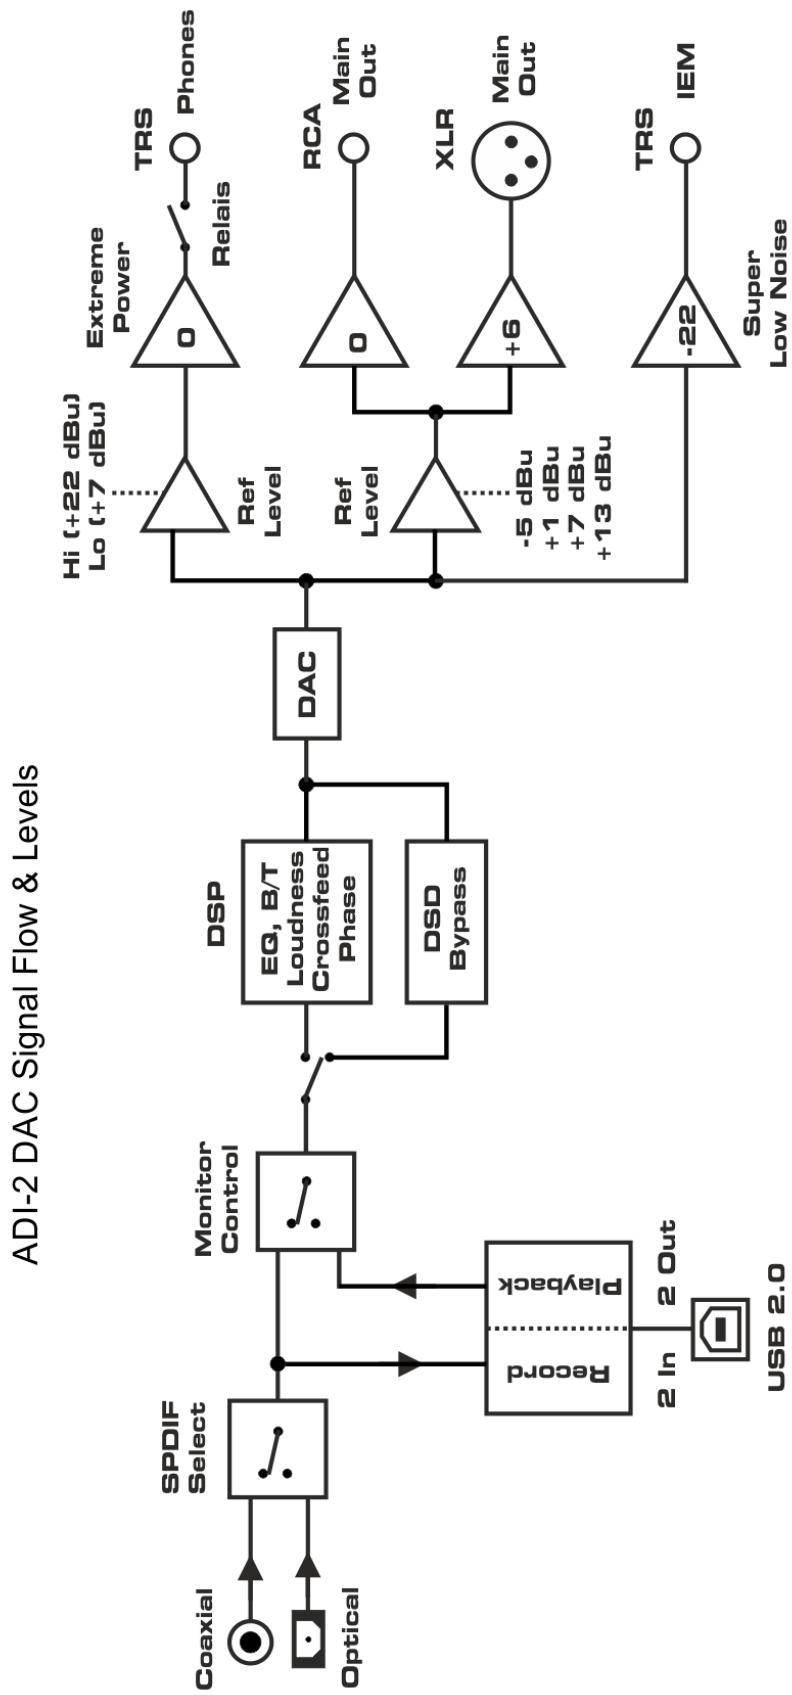 ADI-2 DAC Signal Flow & Levels
Coaxial
Optical
SPDIF
Select
Record
Playback
2 In
2 Out
USB 2.0
Monitor
Control
DSP
EQ, B/T
Loudness
Crossfeed
Phase
DSD
Bypass
DAC
Hi (+22 dBu)
Lo (+7 dBu)
Ref
Level
Ref
Level
-5 dBu
+1 dBu
+7 dBu
+13 dBu
Extreme
Power
0
Relais
TRS
Phones
0
RCA
Main
Out
+6
XLR
Main
Out
-22
Super
Low Noise
TRS
IEM